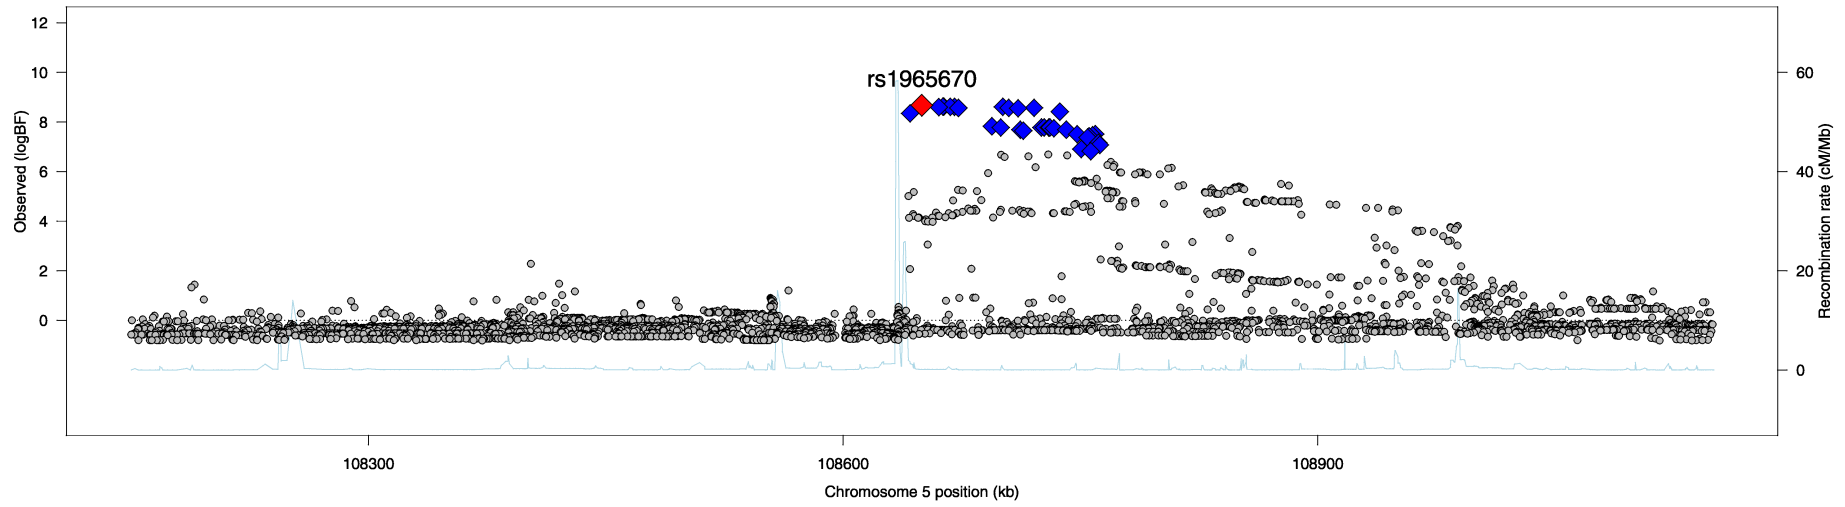 rs1965670
12
10
8
6
4
2
0
Observed (logBF)
60
40
20
0
Recombination rate (cM/Mb)
108300 108600 108900
Chromosome 5 position (kb)